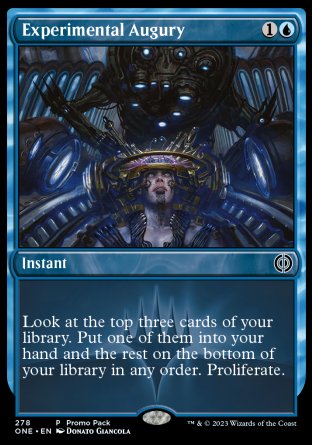 Experimental Augury 1
Instant
Look at the top three cards of your
library. Put one of them into your
hand and the rest on the bottom of
your library in any order. Proliferate.
278 P Promo Pack
ONE • EN Donato Giancola ™ & © 2023 Wizards of the Coast